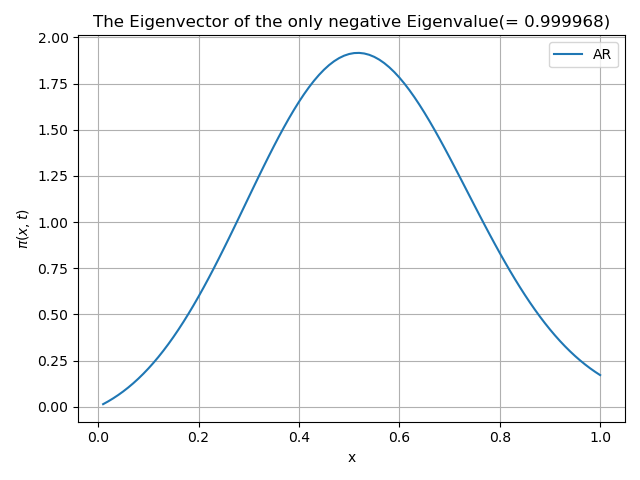 The Eigenvector of the only negative Eigenvalue(= 0.999968)
AR
2.00
1.75
1.50
1.25
1.00
0.75
0.50
0.25
0.00
π(x, t)
0.0 0.2 0.4 0.6 0.8 1.0
x